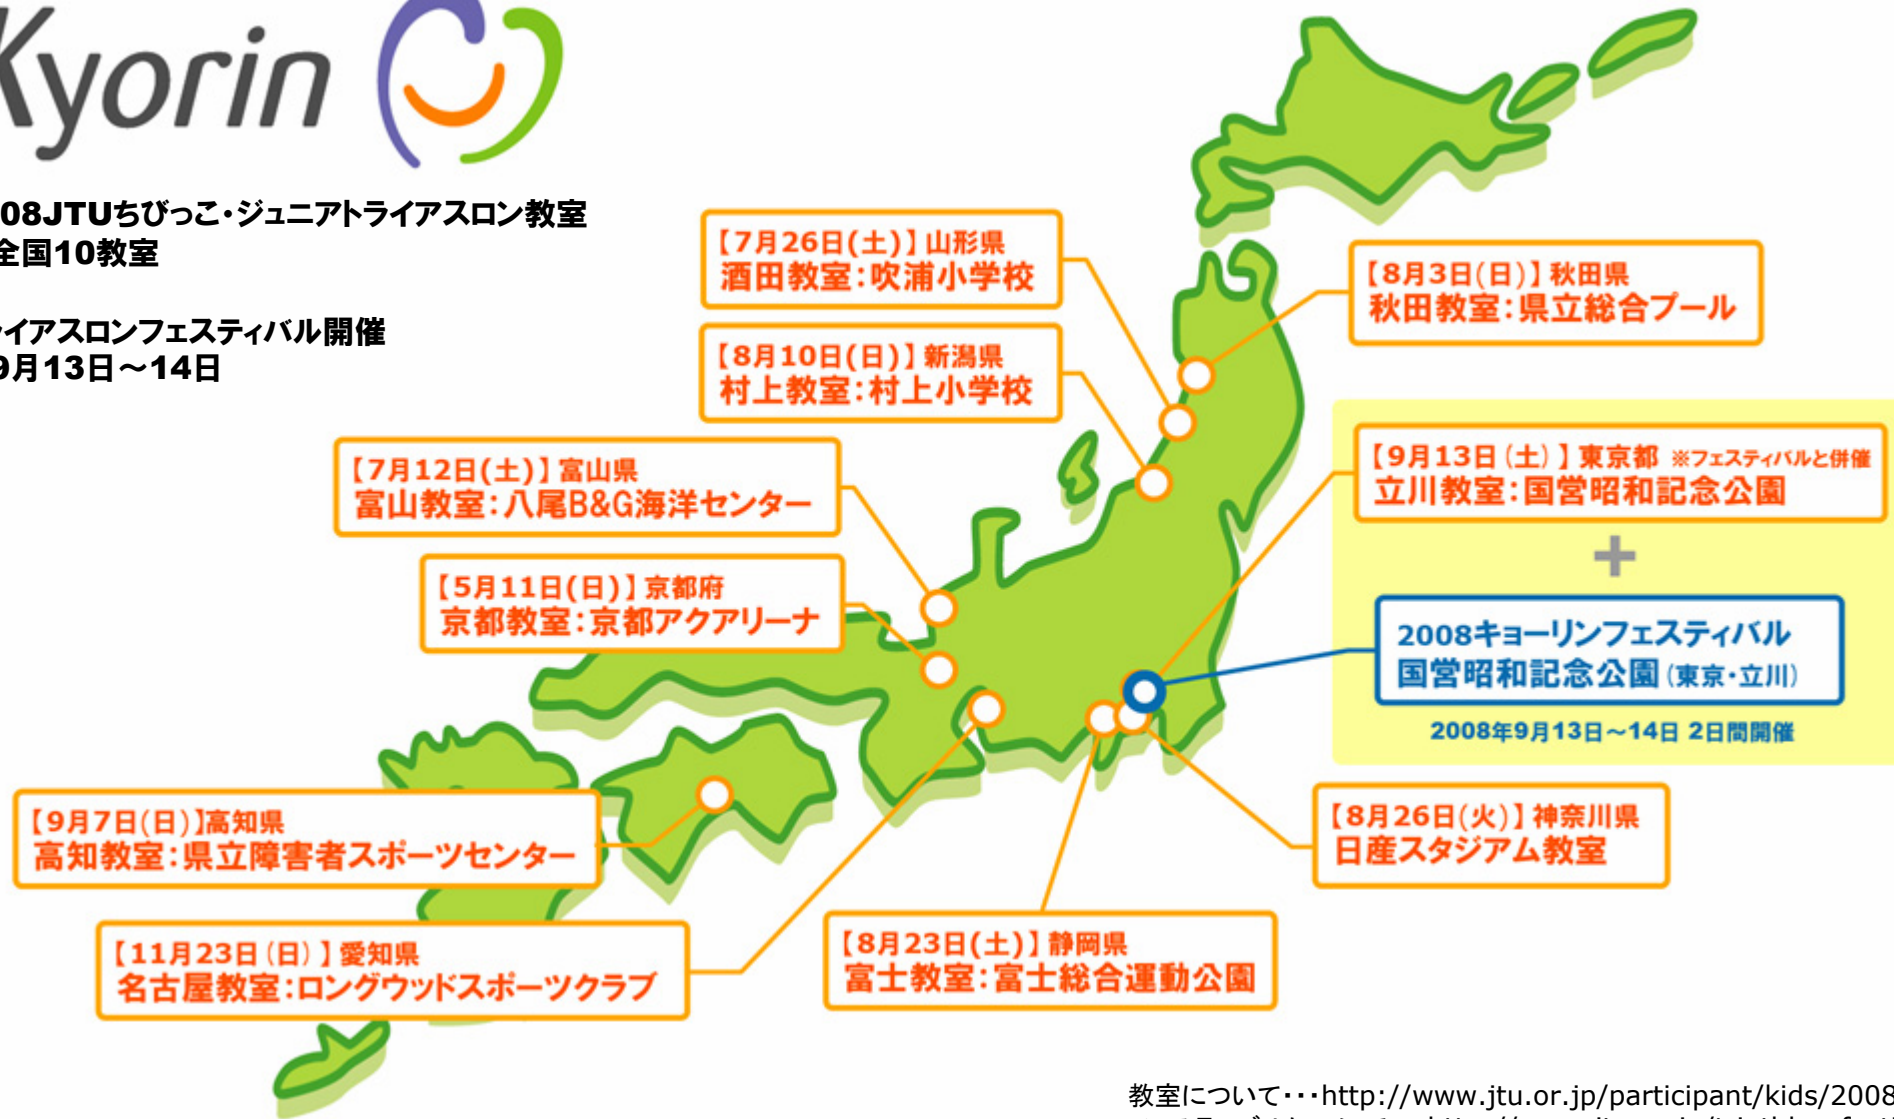 Kyorin
08JTUちびっこ・ジュニアトライアスロン教室
全国10教室
ライアスロンフェスティバル開催
9月13日～14日
【7月26日(土)】山形県
酒田教室：吹浦小学校
【8月3日(日)】秋田県
秋田教室：県立総合プール
【8月10日(日)】新潟県
村上教室：村上小学校
【7月12日(土)】富山県
富山教室：八尾B&G海洋センター
【9月13日(土)】東京都 ※フェスティバルと併催
立川教室：国営昭和記念公園
+
【5月11日(日)】京都府
京都教室：京都アクアリーナ
2008キョーリンフェスティバル
国営昭和記念公園（東京・立川）
2008年9月13日～14日 2日間開催
【9月7日(日)】高知県
高知教室：県立障害者スポーツセンター
【8月26日(火)】神奈川県
日産スタジアム教室
【11月23日(日)】愛知県
名古屋教室：ロングウッドスポーツクラブ
【8月23日(土)】静岡県
富士教室：富士総合運動公園
教室について・・・http://www.jtu.or.jp/participant/kids/2008